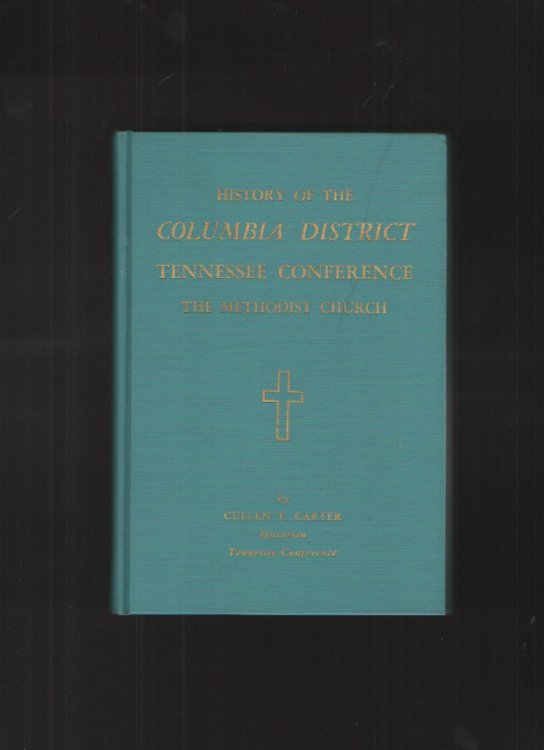 HISTORY OF THE
COLUMBIA DISTRICT
TENNESSEE CONFERENCE
THE METHODIST CHURCH
by
CULLEN T. CARTER
Historian
Tennessee Conference